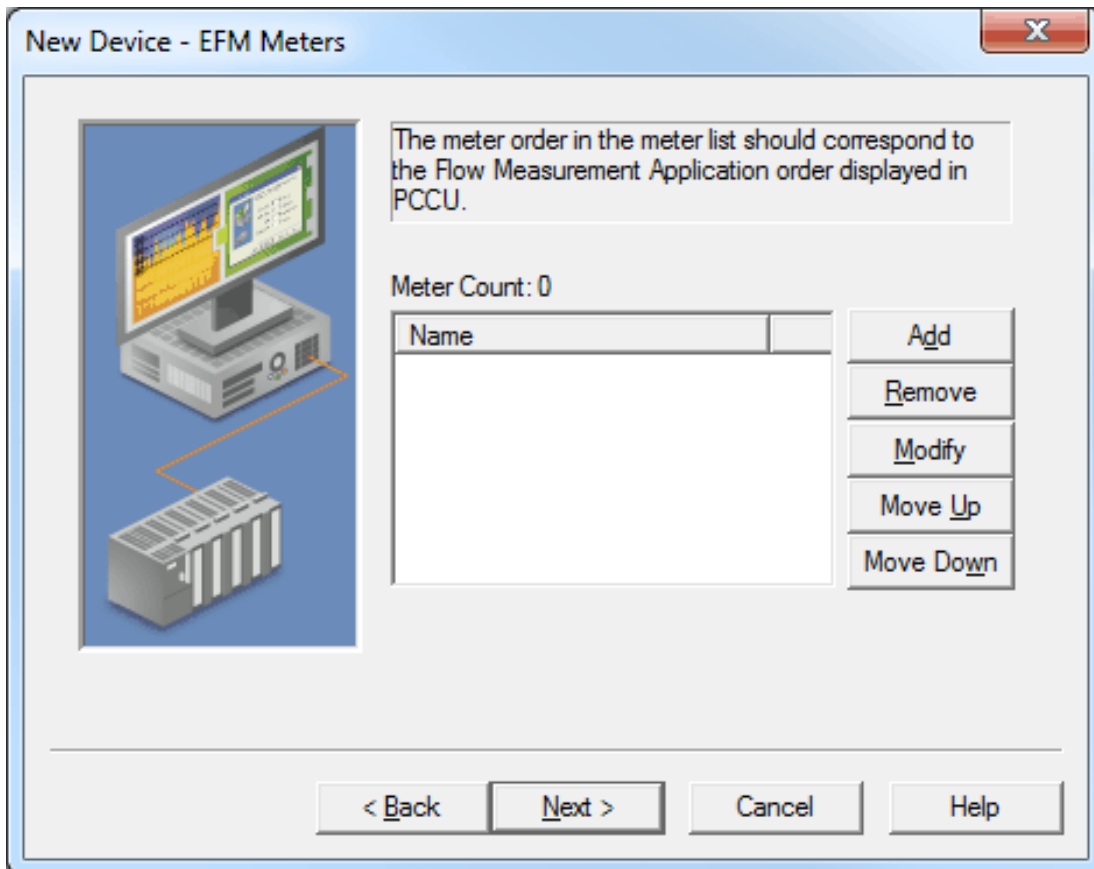 New Device - EFM Meters
The meter order in the meter list should correspond to
the Flow Measurement Application order displayed in
PCCU.
Meter Count: 0
Name
Add
Remove
Modify
Move Up
Move Down
< Back
Next >
Cancel
Help